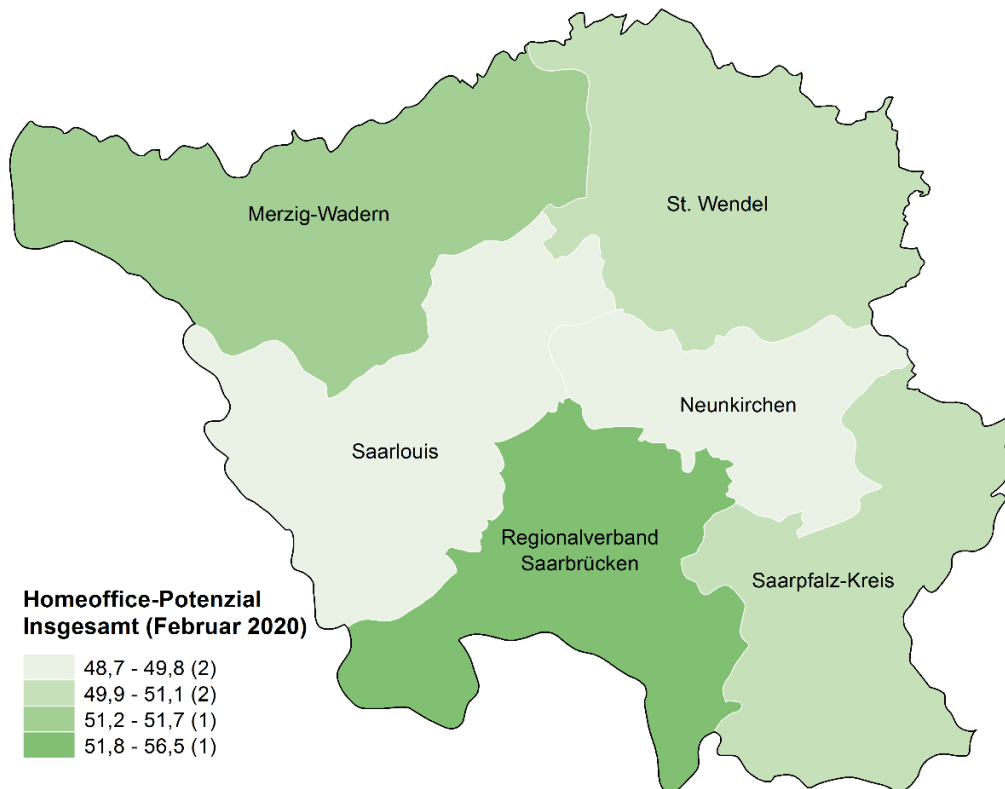 St. Wendel
Merzig-Wadern
Neunkirchen
Saarlouis
Regionalverband
Saarbrücken
Saarpfalz-Kreis
Homeoffice-Potenzial
Insgesamt (Februar 2020)
48,7 - 49,8 (2)
49,9 - 51,1 (2)
51,2 - 51,7 (1)
51,8 - 56,5 (1)